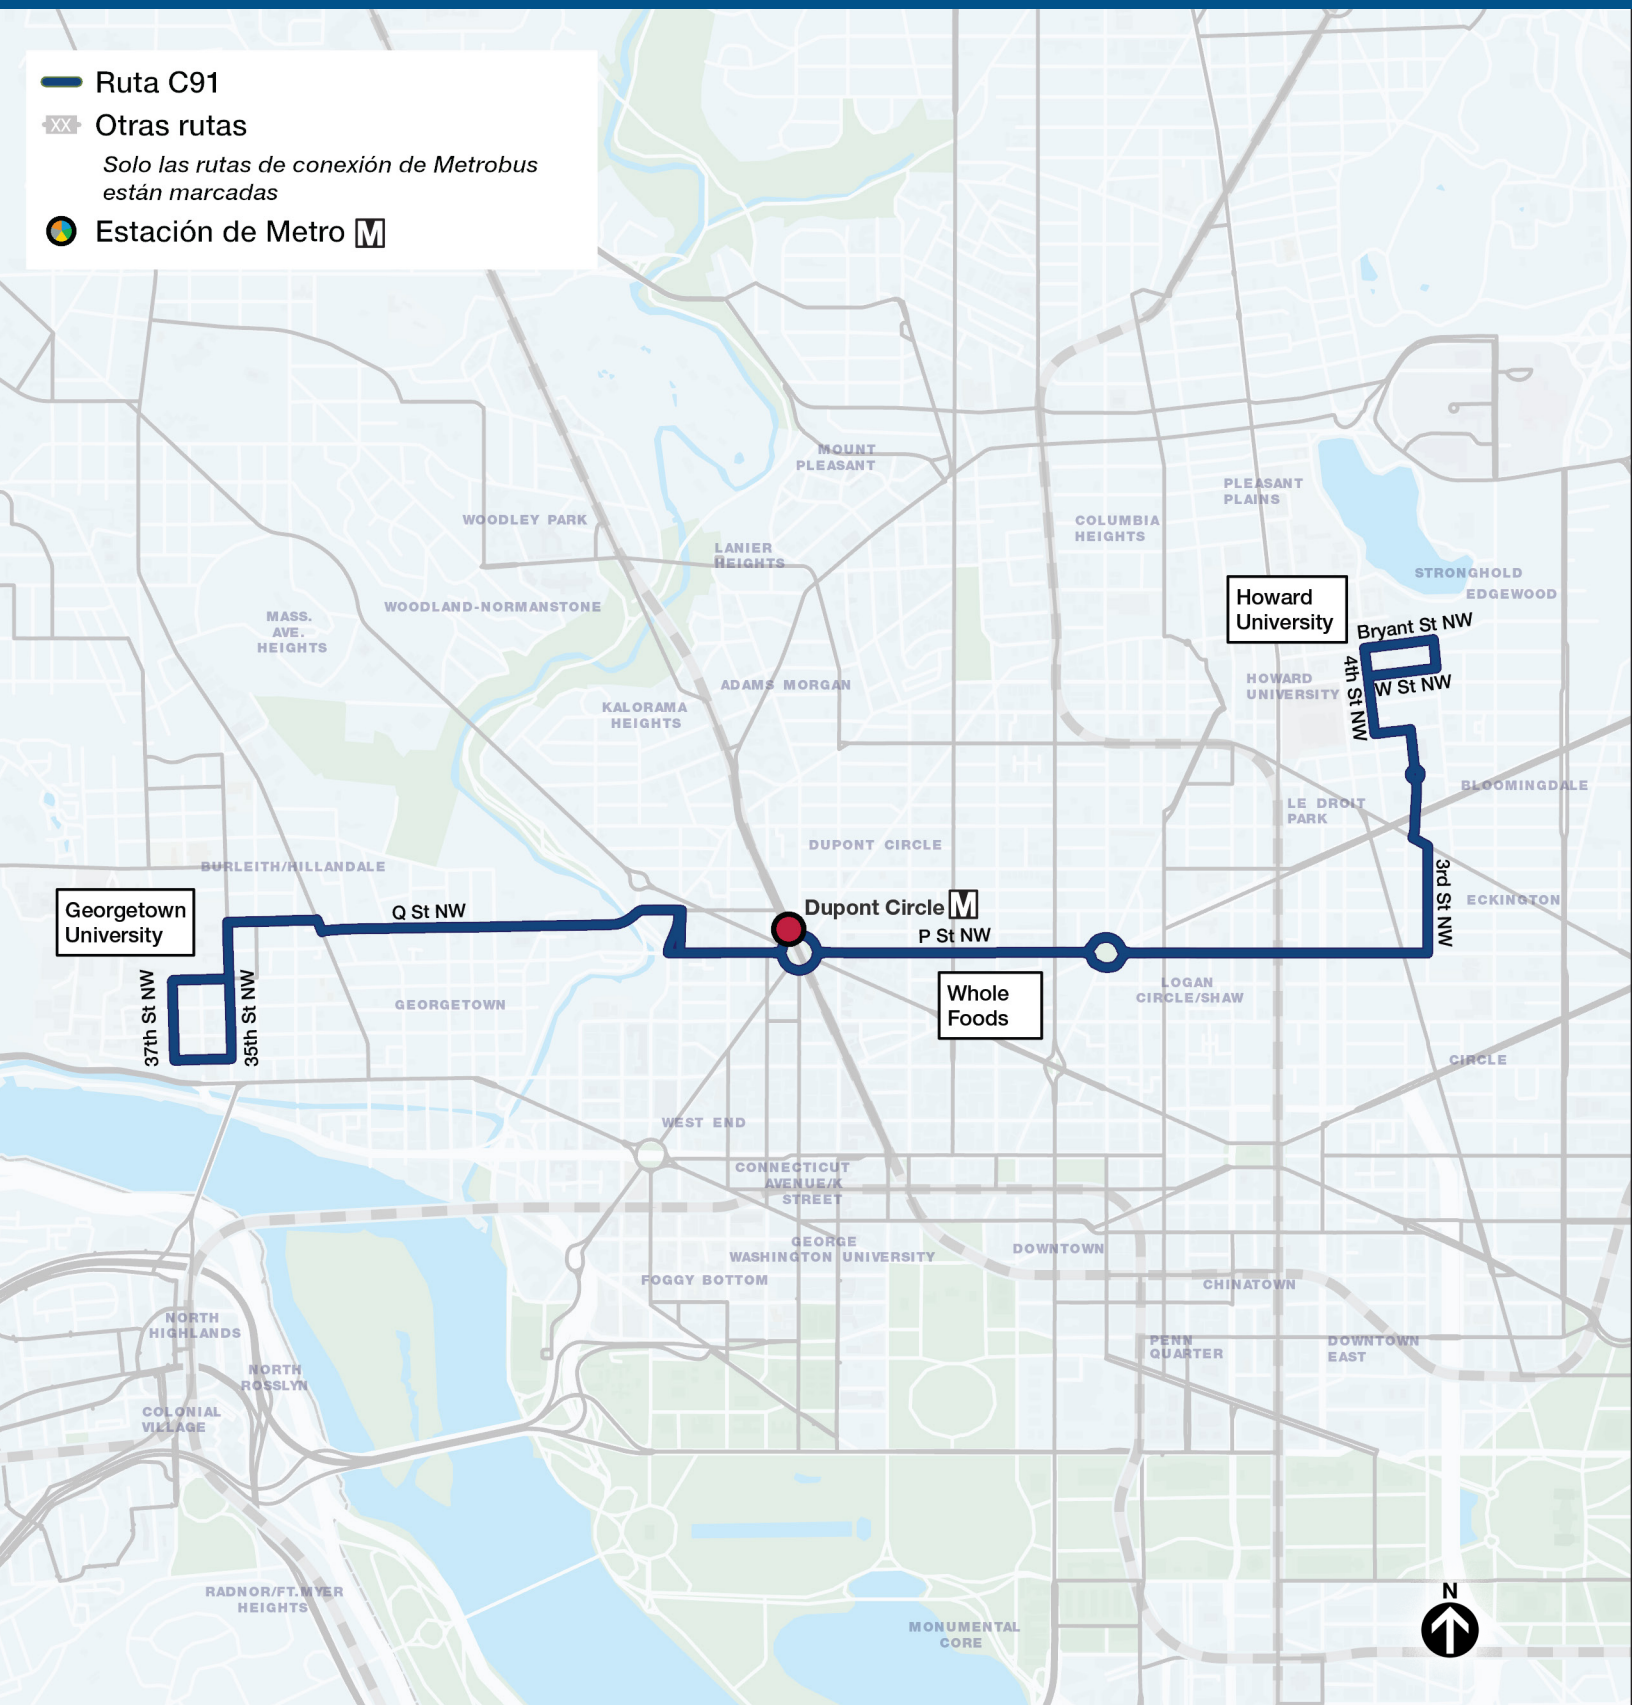 Ruta C91
XX Otras rutas
Solo las rutas de conexión de Metrobus
están marcadas
Estación de Metro M
MOUNT
PLEASANT
PLEASANT
PLAINS
WOODLEY PARK
COLUMBIA
HEIGHTS
LANIER
HEIGHTS
STRONGHOLD
EDGEWOOD
Howard
University
WOODLAND-NORMANSTONE
MASS.
AVE.
HEIGHTS
Bryant St NW
4th St NW
W St NW
HOWARD
UNIVERSITY
ADAMS MORGAN
KALORAMA
HEIGHTS
BLOOMINGDALE
LE DROIT
PARK
DUPONT CIRCLE
BURLEITH/HILLANDALE
3rd St NW
ECKINGTON
Georgetown
University
Q St NW
Dupont Circle M
P St NW
37th St NW
35th St NW
GEORGETOWN
Whole
Foods
LOGAN
CIRCLE/SHAW
CIRCLE
WEST END
CONNECTICUT
AVENUE/K
STREET
GEORGE
WASHINGTON UNIVERSITY
DOWNTOWN
FOGGY BOTTOM
CHINATOWN
NORTH
HIGHLANDS
PENN
QUARTER
DOWNTOWN
EAST
NORTH
ROSSLYN
COLONIAL
VILLAGE
RADNOR/FT.MYER
HEIGHTS
N
MONUMENTAL
CORE